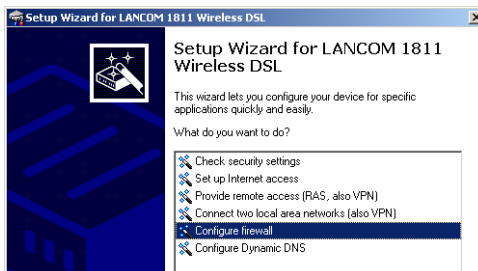 Setup Wizard for LANCOM 1811 Wireless DSL
Setup Wizard for LANCOM 1811
Wireless DSL
This wizard lets you configure your device for specific
applications quickly and easily.
What do you want to do?
Check security settings
Set up Internet access
Provide remote access (RAS, also VPN)
Connect two local area networks (also VPN)
Configure firewall
Configure Dynamic DNS